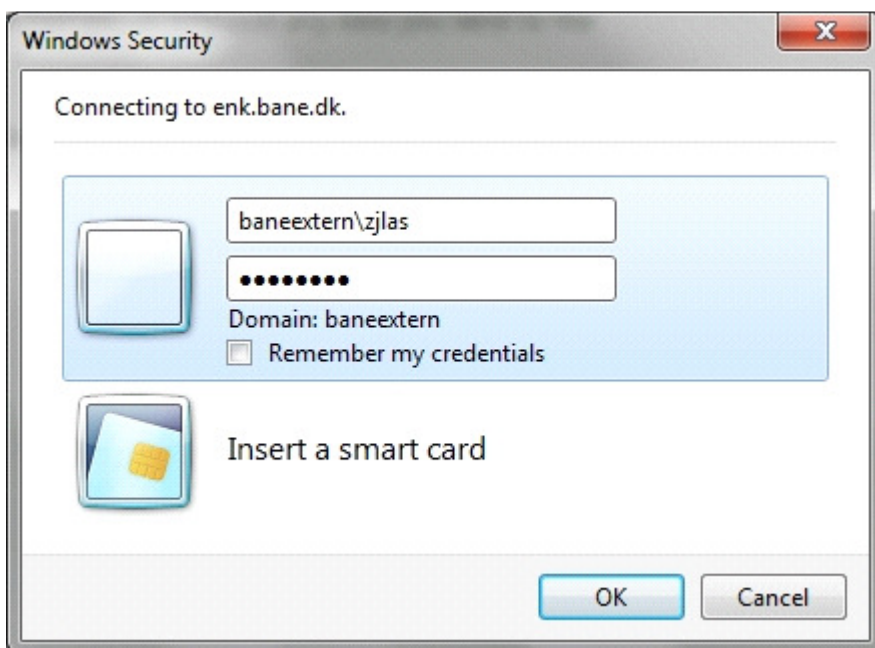 Windows Security
Connecting to enk.bane.dk.
baneextern\zjlas
●●●●●●●●
Domain: baneextern
Remember my credentials
Insert a smart card
OK
Cancel